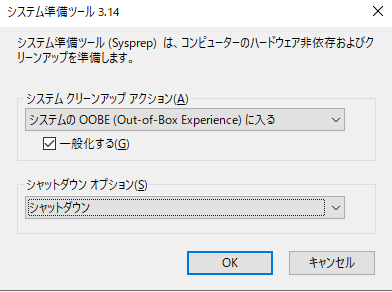 システム準備ツール 3.14
システム準備ツール (Sysprep) は、コンピューターのハードウェア非依存およびク
リーンアップを準備します。
システム クリーンアップ アクション(A)
システムの OOBE (Out-of-Box Experience) に入る
一般化する(G)
シャットダウン オプション(S)
シャットダウン
OK
キャンセル